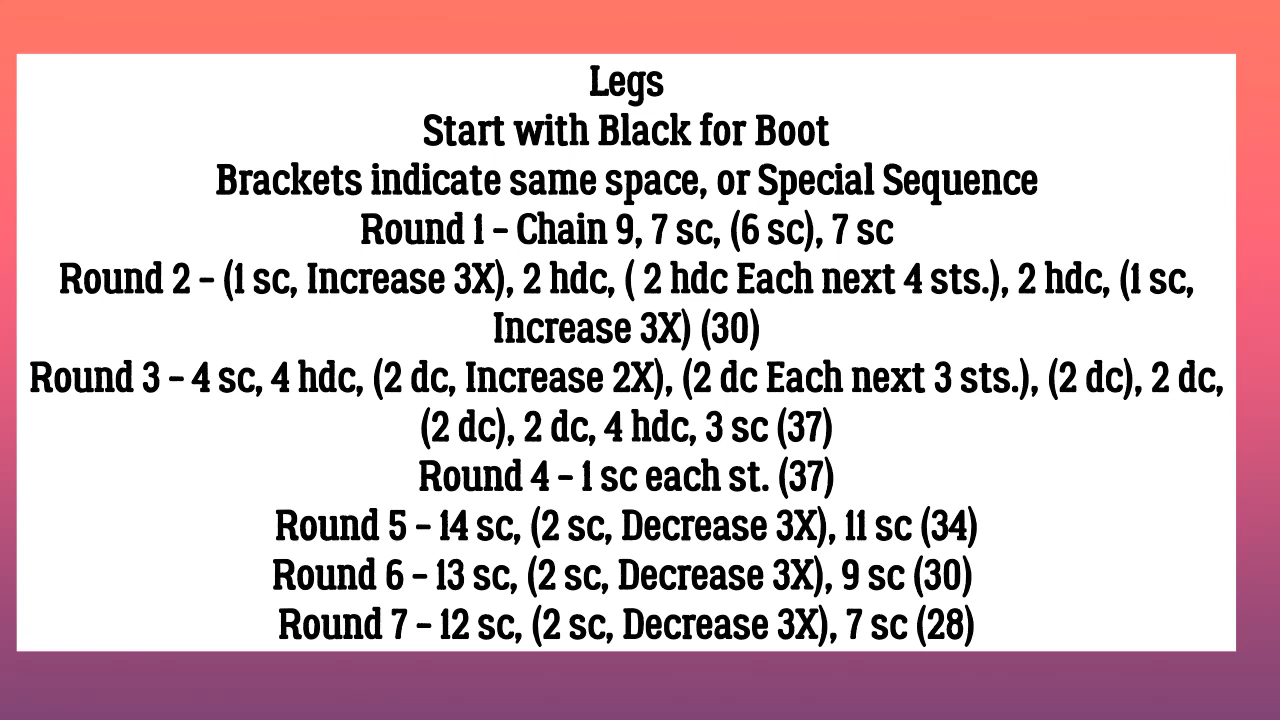 Legs
Start with Black for Boot
Brackets indicate same space, or Special Sequence
Round 1 – Chain 9, 7 sc, (6 sc), 7 sc
Round 2 – (1 sc, Increase 3X), 2 hdc, ( 2 hdc Each next 4 sts.), 2 hdc, (1 sc,
Increase 3X) (30)
Round 3 – 4 sc, 4 hdc, (2 dc, Increase 2X), (2 dc Each next 3 sts.), (2 dc), 2 dc,
(2 dc), 2 dc, 4 hdc, 3 sc (37)
Round 4 – 1 sc each st. (37)
Round 5 – 14 sc, (2 sc, Decrease 3X), 11 sc (34)
Round 6 – 13 sc, (2 sc, Decrease 3X), 9 sc (30)
Round 7 – 12 sc, (2 sc, Decrease 3X), 7 sc (28)